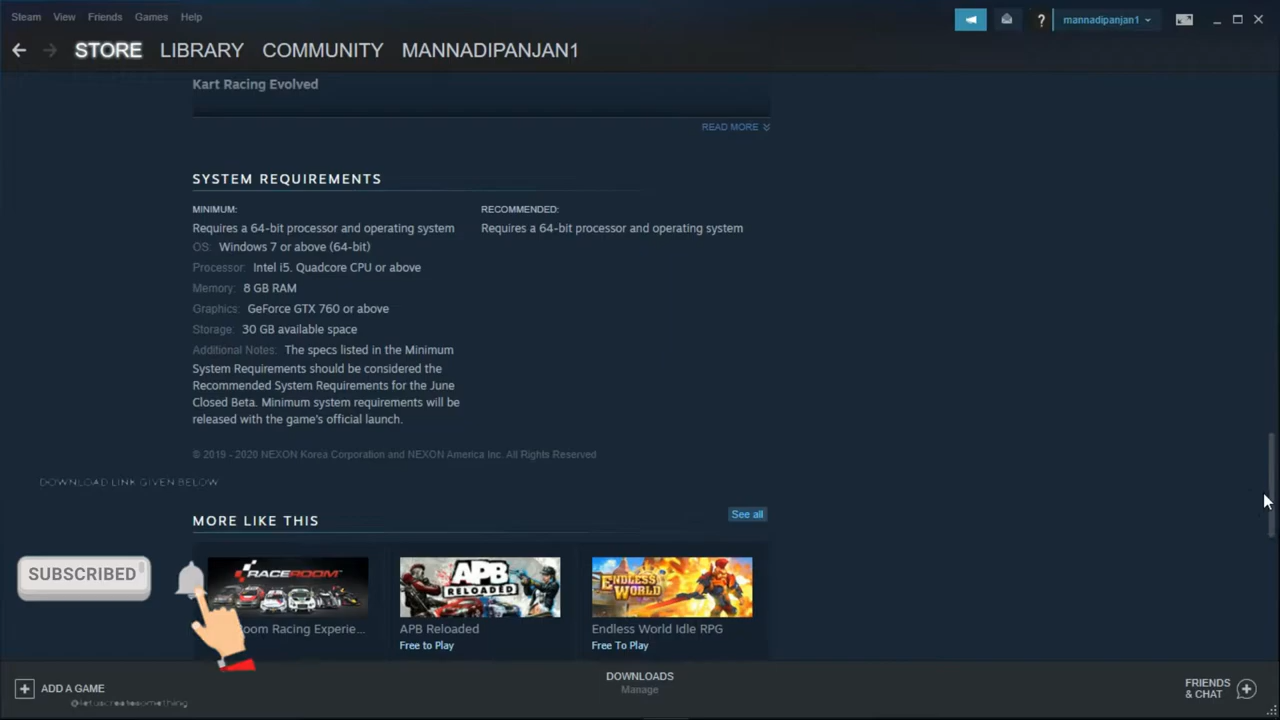 Steam View Friends Games Help
mannadipanjan1
STORE LIBRARY COMMUNITY MANNADIPANJAN1
Kart Racing Evolved
READ MORE
SYSTEM REQUIREMENTS
MINIMUM:
Requires a 64-bit processor and operating system
OS: Windows 7 or above (64-bit)
Processor: Intel i5. Quadcore CPU or above
Memory: 8 GB RAM
Graphics: GeForce GTX 760 or above
Storage: 30 GB available space
Additional Notes: The specs listed in the Minimum
System Requirements should be considered the
Recommended System Requirements for the June
Closed Beta. Minimum system requirements will be
released with the game's official launch.
RECOMMENDED:
Requires a 64-bit processor and operating system
© 2019 - 2020 NEXON Korea Corporation and NEXON America Inc. All Rights Reserved
DOWNLOAD LINK GIVEN BELOW
MORE LIKE THIS
See all
SUBSCRIBED
RACEROOM
oom Racing Experie...
APB
RELOADED
APB Reloaded
Free to Play
ENDLESS
WORLD
Endless World Idle RPG
Free To Play
ADD A GAME
@letuscreatesomething
DOWNLOADS
Manage
FRIENDS
& CHAT